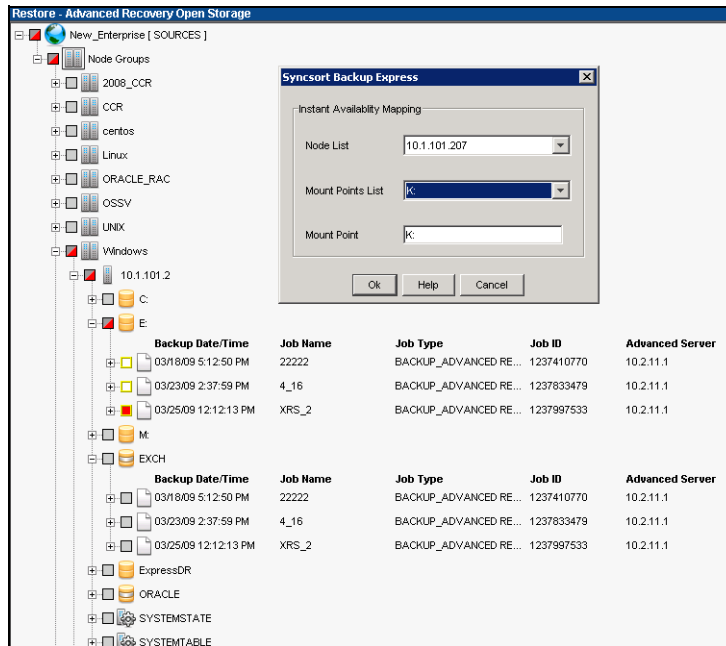 Restore - Advanced Recovery Open Storage
New_Enterprise [ SOURCES ]
Node Groups
2008_CCR
CCR
centos
Linux
ORACLE_RAC
OSSV
UNIX
Windows
10.1.101.2
C:
E:
Syncsort Backup Express
Instant Availablity Mapping
Node List 10.1.101.207
Mount Points List K:
Mount Point K:
Ok Help Cancel
Backup Date/Time Job Name Job Type Job ID Advanced Server
03/18/09 5:12:50 PM 22222 BACKUP_ADVANCED RE... 1237410770 10.2.11.1
03/23/09 2:37:59 PM 4_16 BACKUP_ADVANCED RE... 1237833479 10.2.11.1
03/25/09 12:12:13 PM XRS_2 BACKUP_ADVANCED RE... 1237997533 10.2.11.1
M:
EXCH
Backup Date/Time Job Name Job Type Job ID Advanced Server
03/18/09 5:12:50 PM 22222 BACKUP_ADVANCED RE... 1237410770 10.2.11.1
03/23/09 2:37:59 PM 4_16 BACKUP_ADVANCED RE... 1237833479 10.2.11.1
03/25/09 12:12:13 PM XRS_2 BACKUP_ADVANCED RE... 1237997533 10.2.11.1
ExpressDR
ORACLE
SYSTEMSTATE
SYSTEMTABLE